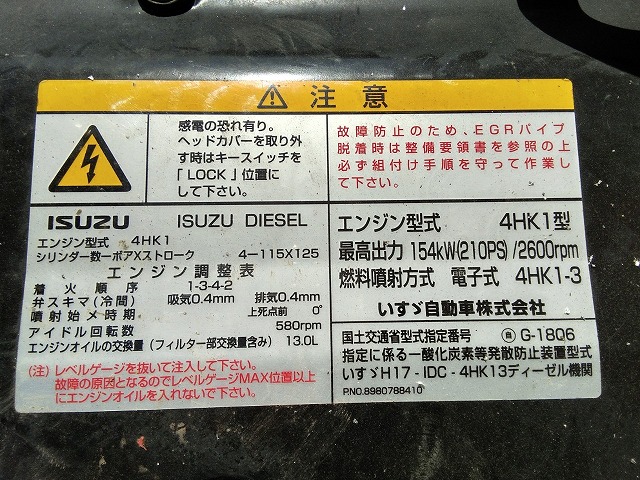 ⚠ 注意
感電の恐れ有り。
ヘッドカバーを取り外
す時はキースイッチを
「LOCK」位置に
して下さい。
故障防止のため、EGRパイプ
脱着時は整備要領書を参照の上
必ず組付け手順を守って作業し
て下さい。
ISUZU ISUZU DIESEL
エンジン型式 4HK1
シリンダー数ーボアXストローク 4-115X125
エンジン調整表
着火順序 1-3-4-2
弁スキマ(冷間) 吸気0.4mm 排気0.4mm
噴射始メ時期 上死点前 0°
アイドル回転数 580rpm
エンジンオイルの交換量(フィルター部交換量含み) 13.0L
(注)レベルゲージを抜いて注入して下さい。
故障の原因となるのでレベルゲージMAX位置以上
にエンジンオイルを入れないで下さい。
エンジン型式 4HK1型
最高出力 154kW(210PS)/2600rpm
燃料噴射方式 電子式 4HK1-3
いすゞ自動車株式会社
国土交通省型式指定番号 G-1806
指定に係る一酸化炭素等発散防止装置型式
いすゞH17-IDC-4HK13ディーゼル機関
P.NO.8980788410